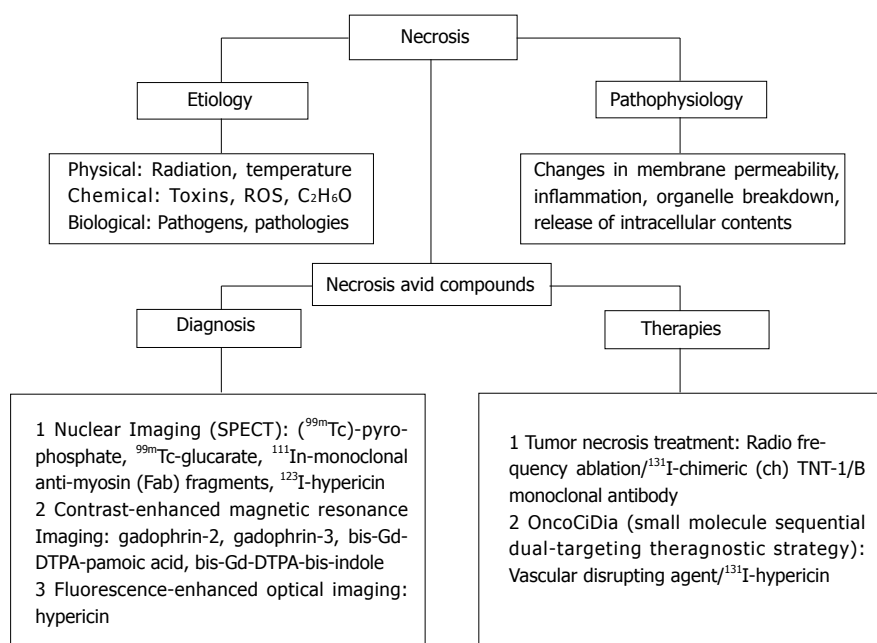 Necrosis
Etiology
Pathophysiology
Physical: Radiation, temperature
Chemical: Toxins, ROS, C₂H₆O
Biological: Pathogens, pathologies
Changes in membrane permeability,
inflammation, organelle breakdown,
release of intracellular contents
Necrosis avid compounds
Diagnosis
Therapies
1 Nuclear Imaging (SPECT): (⁹⁹ᵐTc)-pyro-
phosphate, ⁹⁹ᵐTc-glucarate, ¹¹¹In-monoclonal
anti-myosin (Fab) fragments, ¹²³I-hypericin
2 Contrast-enhanced magnetic resonance
Imaging: gadophrin-2, gadophrin-3, bis-Gd-
DTPA-pamoic acid, bis-Gd-DTPA-bis-indole
3 Fluorescence-enhanced optical imaging:
hypericin
1 Tumor necrosis treatment: Radio fre-
quency ablation/¹³¹I-chimeric (ch) TNT-1/B
monoclonal antibody
2 OncoCiDia (small molecule sequential
dual-targeting theragnostic strategy):
Vascular disrupting agent/¹³¹I-hypericin